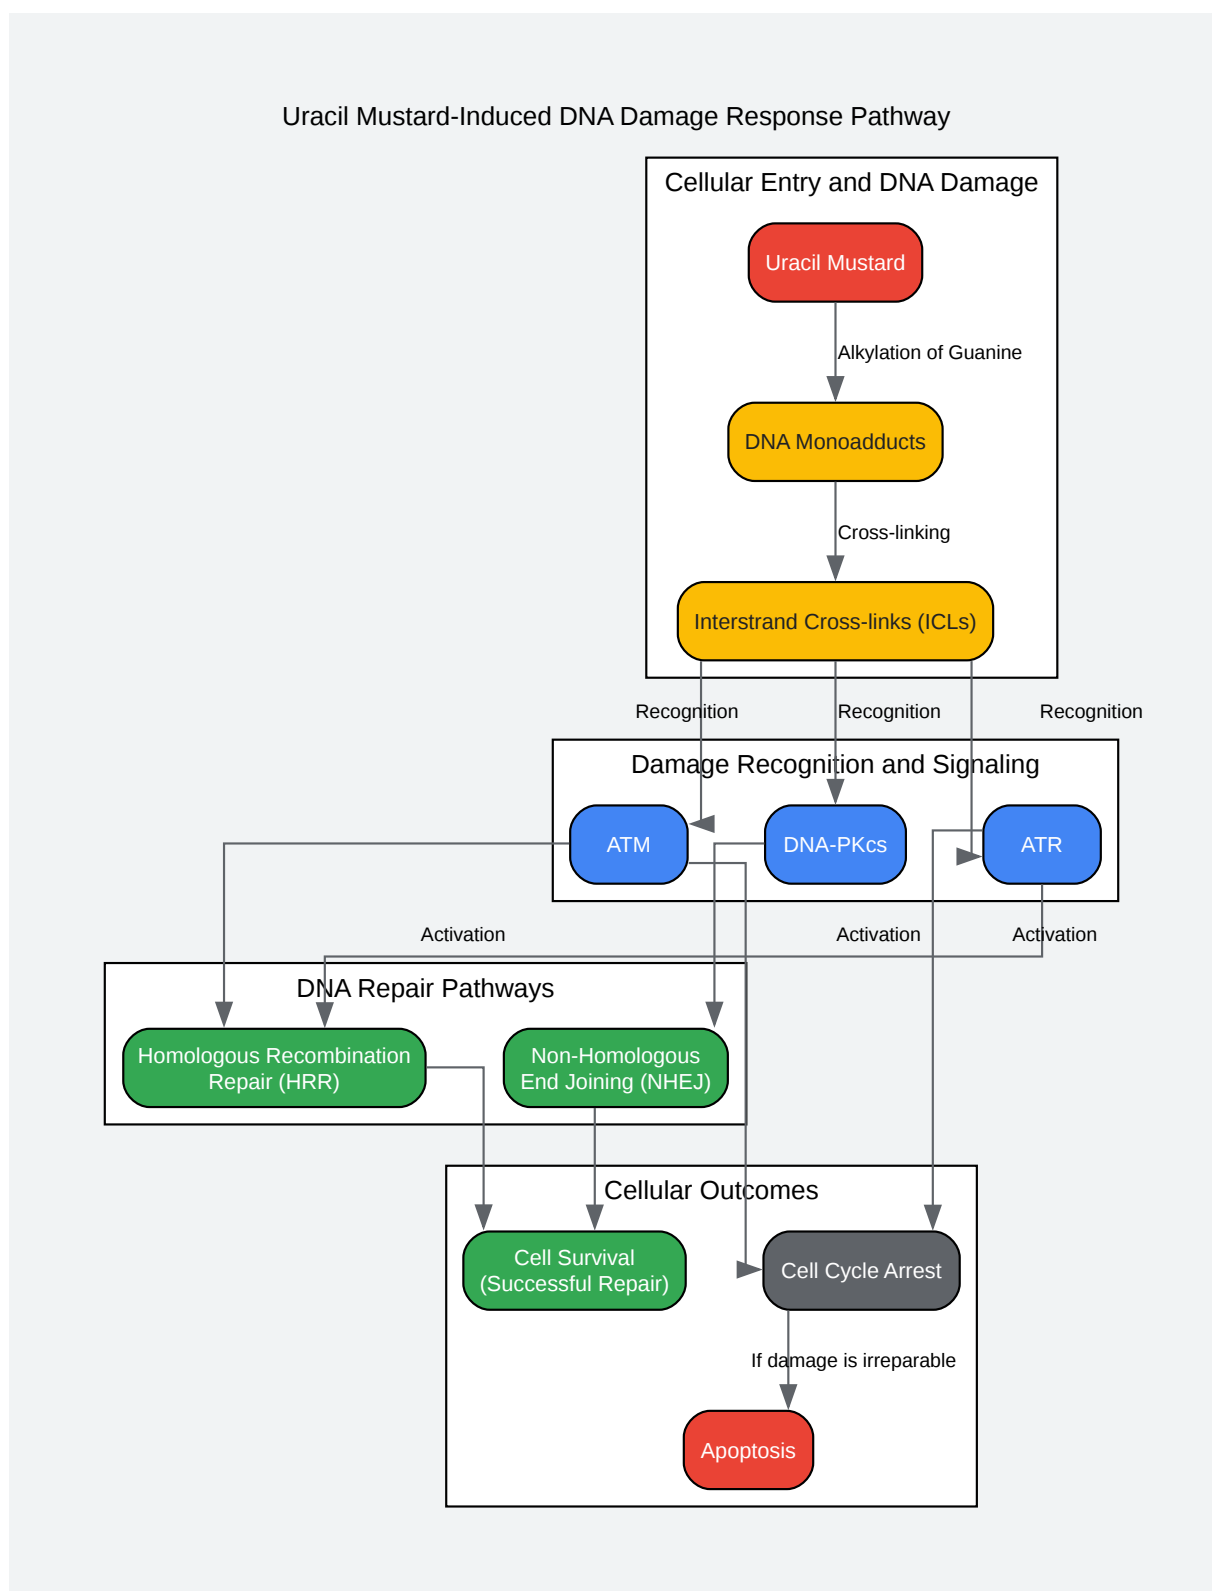 Uracil Mustard-Induced DNA Damage Response Pathway
Cellular Entry and DNA Damage
Uracil Mustard
Alkylation of Guanine
DNA Monoadducts
Cross-linking
Interstrand Cross-links (ICLs)
Recognition
Recognition
Recognition
Damage Recognition and Signaling
ATM
DNA-PKcs
ATR
Activation
Activation
Activation
DNA Repair Pathways
Homologous Recombination
Repair (HRR)
Non-Homologous
End Joining (NHEJ)
Cellular Outcomes
Cell Survival
(Successful Repair)
Cell Cycle Arrest
If damage is irreparable
Apoptosis